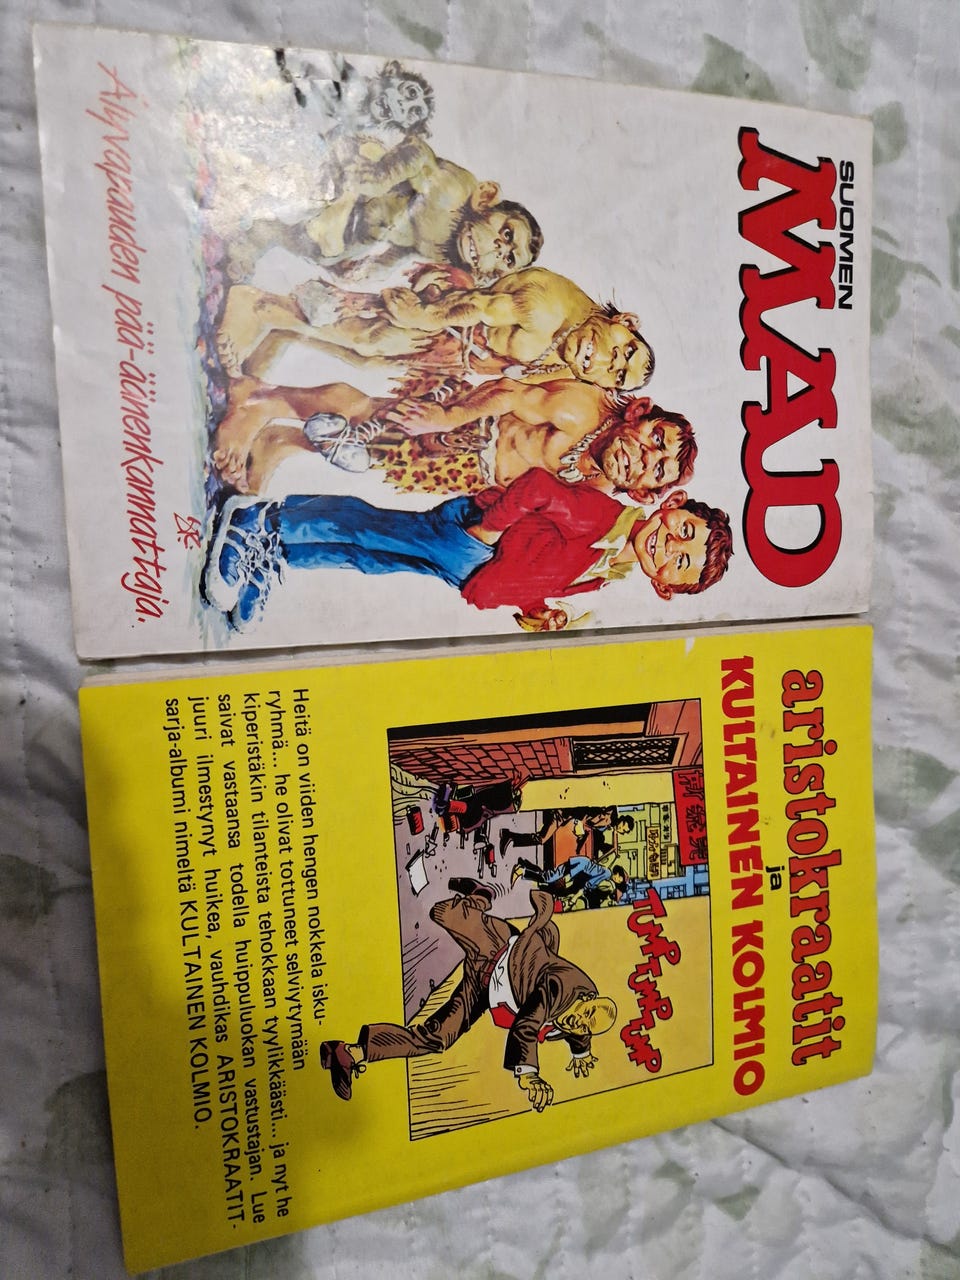 SUOMEN
MAD
Älyvapauden pää-äänenkannattaja.
aristokraatit
ja
KULTAINEN KOLMIO
TUMP TUMP TUMP
Heitä on viiden hengen nokkela isku-
ryhmä... he olivat tottuneet selviytymään
kiperistäkin tilanteista tehokkaan tyylikkäästi... ja nyt he
saivat vastaansa todella huippuluokan vastustajan. Lue
juuri ilmestynyt huikea, vauhdikas ARISTOKRAATIT-
sarja-albumi nimeltä KULTAINEN KOLMIO.